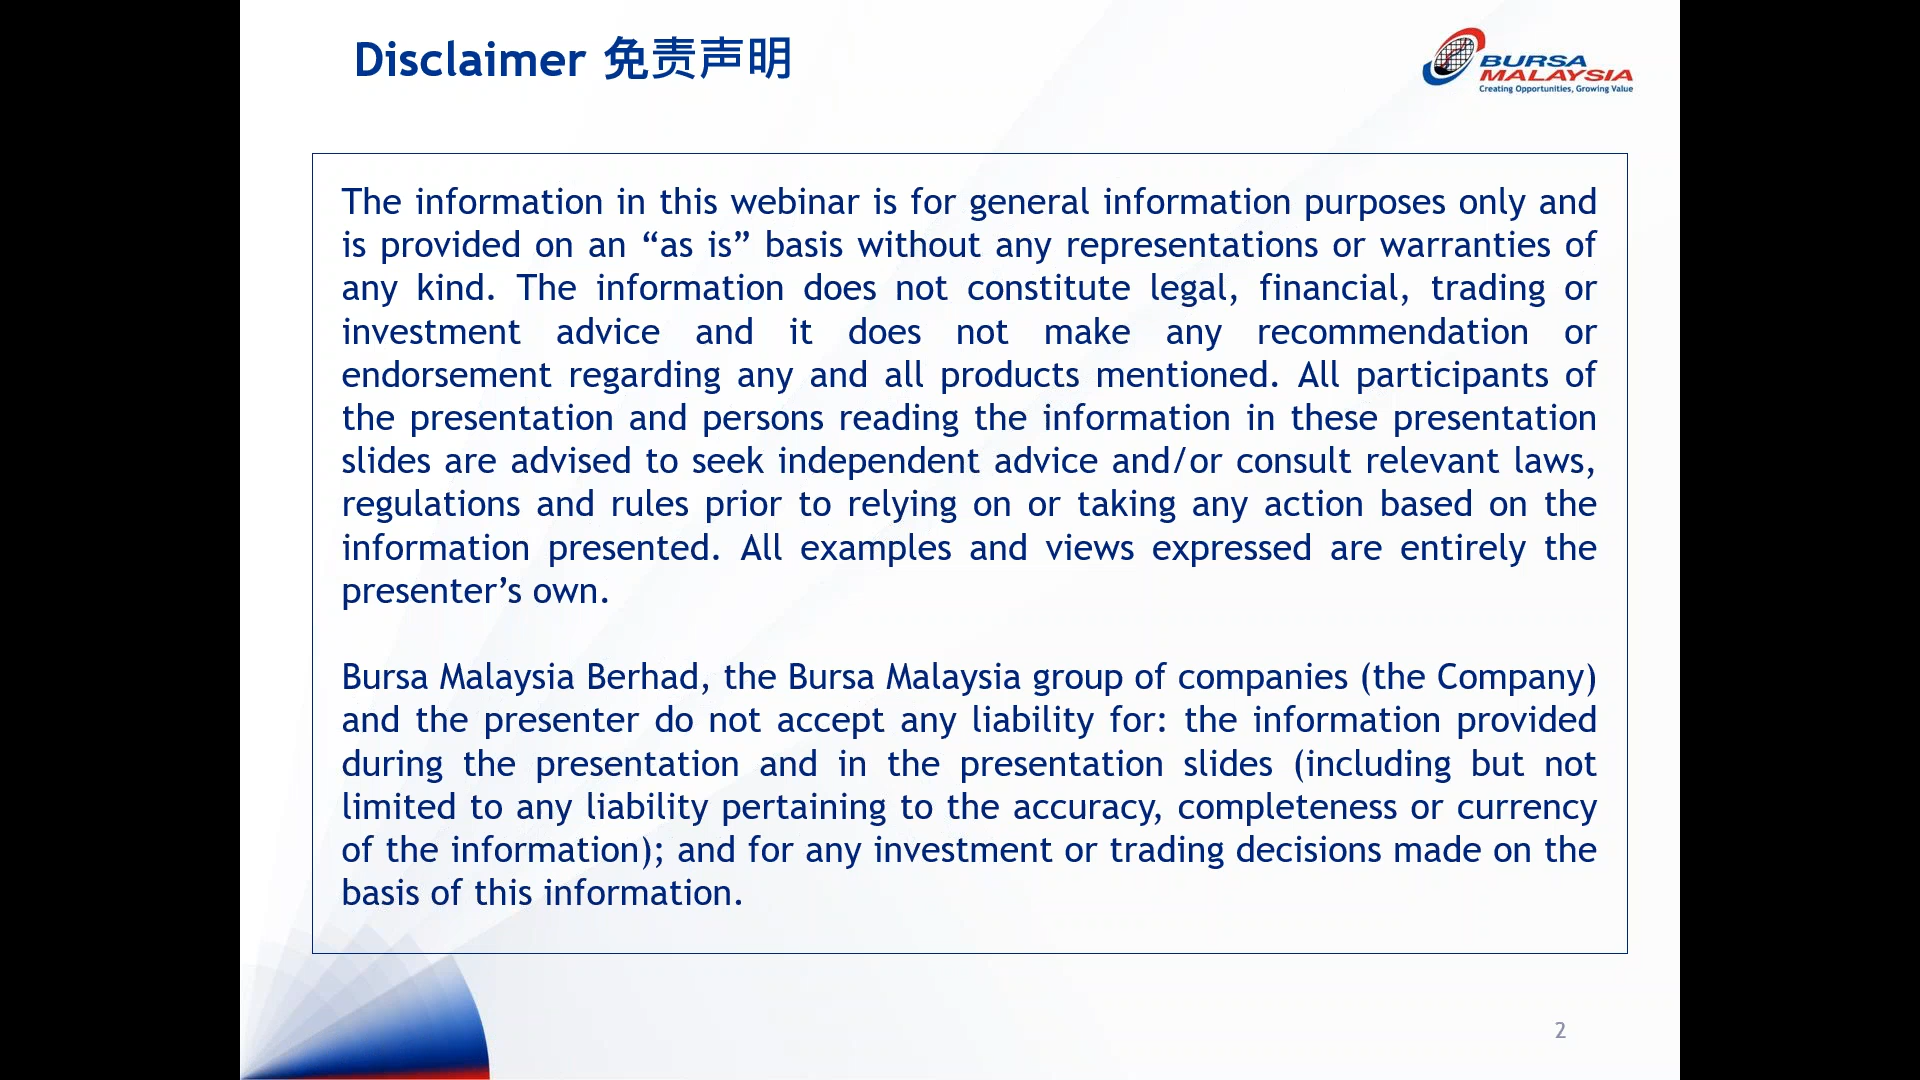 Disclaimer 免责声明
BURSA
MALAYSIA
Creating Opportunities, Growing Value
The information in this webinar is for general information purposes only and
is provided on an “as is” basis without any representations or warranties of
any kind. The information does not constitute legal, financial, trading or
investment advice and it does not make any recommendation or
endorsement regarding any and all products mentioned. All participants of
the presentation and persons reading the information in these presentation
slides are advised to seek independent advice and/or consult relevant laws,
regulations and rules prior to relying on or taking any action based on the
information presented. All examples and views expressed are entirely the
presenter’s own.
Bursa Malaysia Berhad, the Bursa Malaysia group of companies (the Company)
and the presenter do not accept any liability for: the information provided
during the presentation and in the presentation slides (including but not
limited to any liability pertaining to the accuracy, completeness or currency
of the information); and for any investment or trading decisions made on the
basis of this information.
2